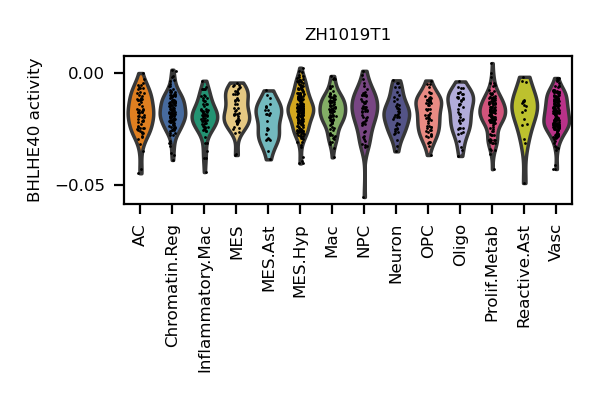 ZH1019T1
BHLHE40 activity
0.00
−0.05
AC
Chromatin.Reg
Inflammatory.Mac
MES
MES.Ast
MES.Hyp
Mac
NPC
Neuron
OPC
Oligo
Prolif.Metab
Reactive.Ast
Vasc